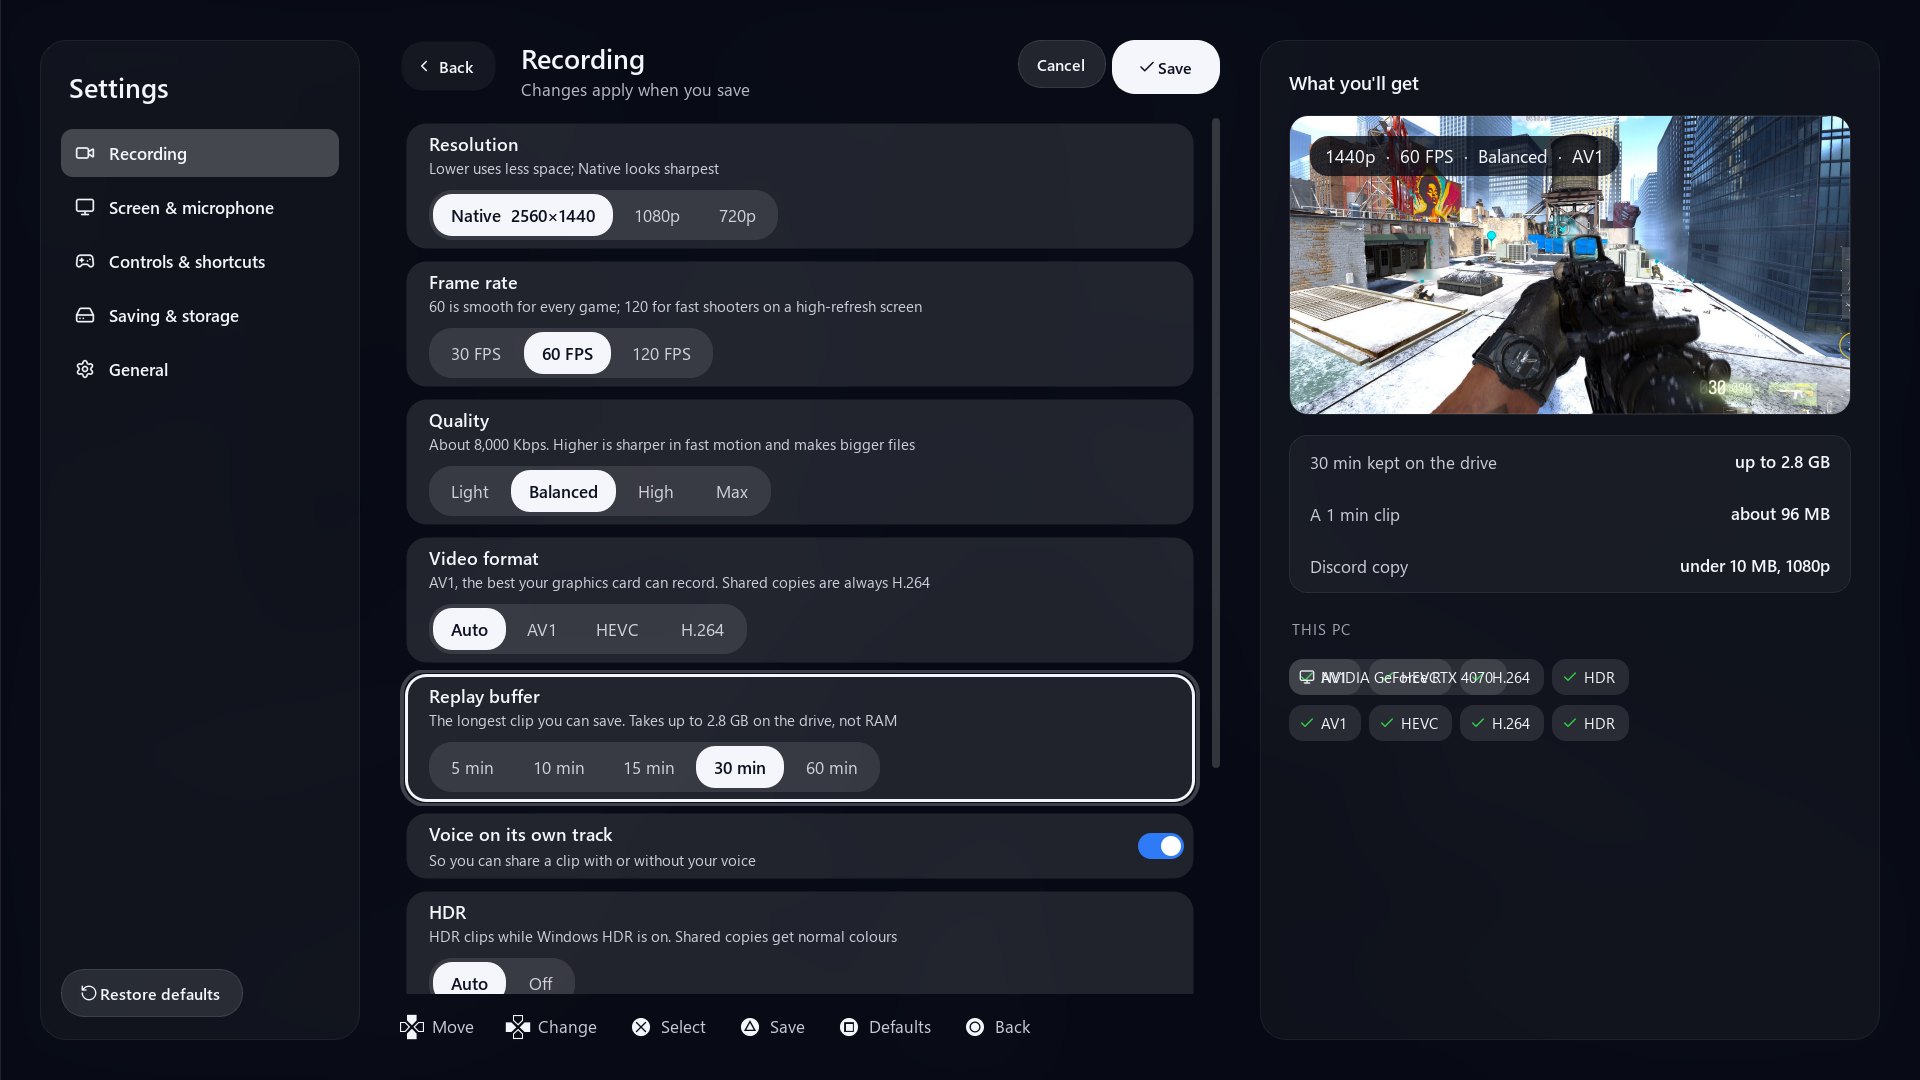 Settings
Recording
Screen & microphone
Controls & shortcuts
Saving & storage
General
Restore defaults
Back
Recording
Changes apply when you save
Cancel
Save
Resolution
Lower uses less space; Native looks sharpest
Native 2560×1440 1080p 720p
Frame rate
60 is smooth for every game; 120 for fast shooters on a high-refresh screen
30 FPS 60 FPS 120 FPS
Quality
About 8,000 Kbps. Higher is sharper in fast motion and makes bigger files
Light Balanced High Max
Video format
AV1, the best your graphics card can record. Shared copies are always H.264
Auto AV1 HEVC H.264
Replay buffer
The longest clip you can save. Takes up to 2.8 GB on the drive, not RAM
5 min 10 min 15 min 30 min 60 min
Voice on its own track
So you can share a clip with or without your voice
HDR
HDR clips while Windows HDR is on. Shared copies get normal colours
Auto Off
Move Change Select Save Defaults Back
What you'll get
1440p · 60 FPS · Balanced · AV1
30
30 min kept on the drive up to 2.8 GB
A 1 min clip about 96 MB
Discord copy under 10 MB, 1080p
THIS PC
NVIDIA GeForce RTX 4070
AV1 HEVC H.264 HDR
AV1 HEVC H.264 HDR